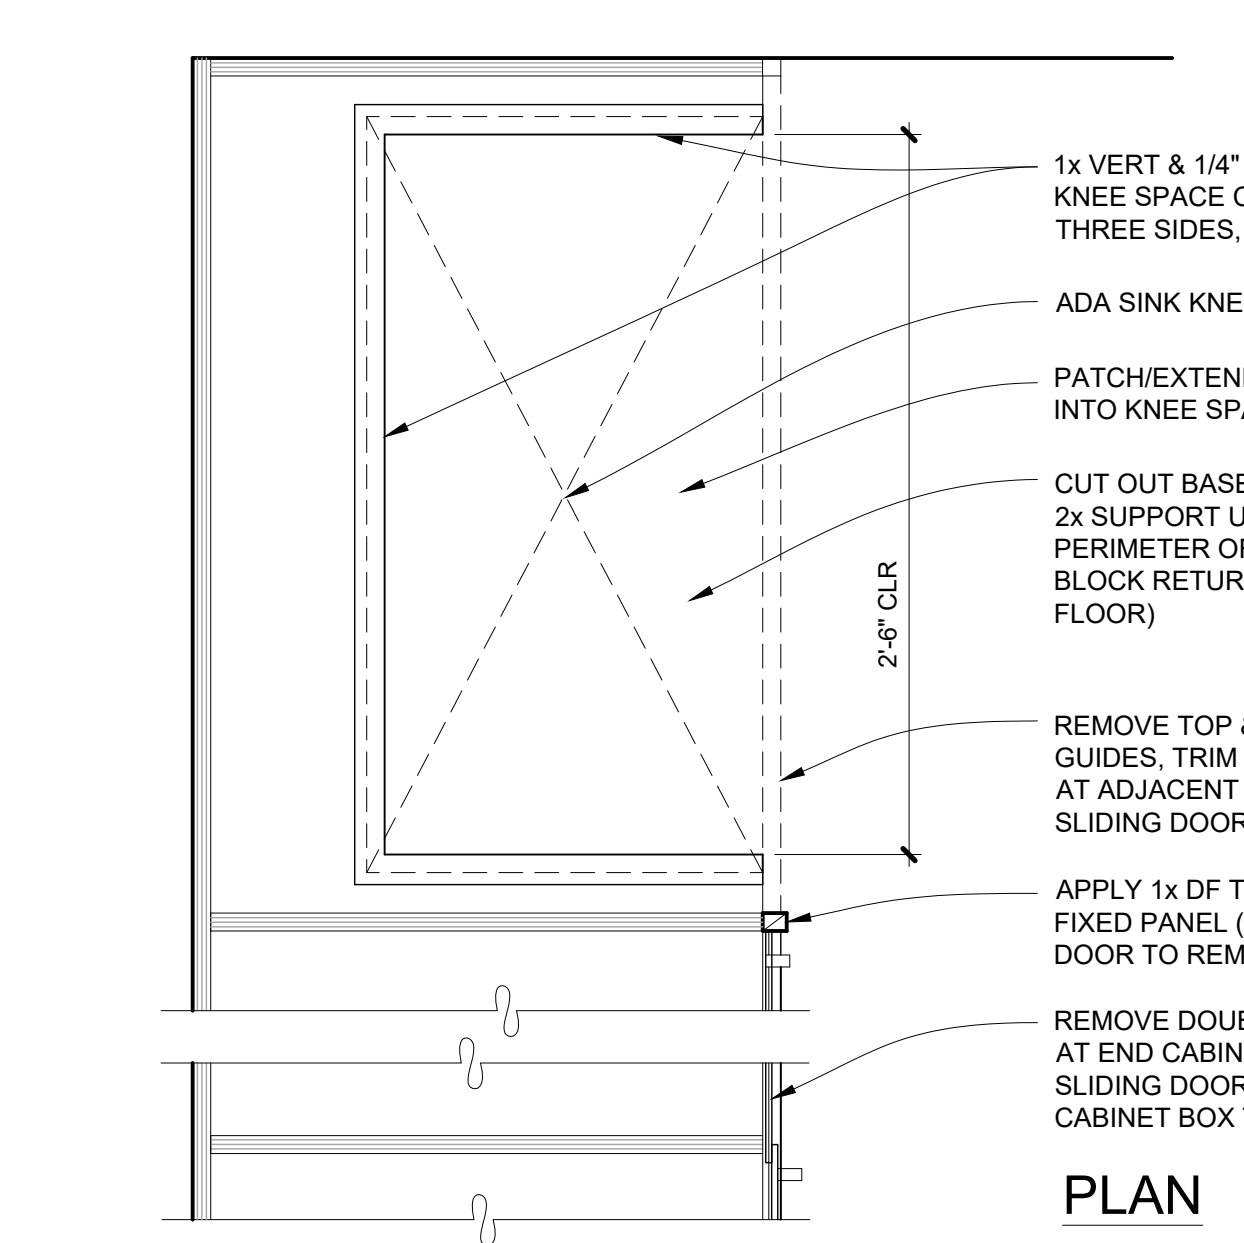 1x VERT & 1/4"
KNEE SPACE
THREE SIDES,
ADA SINK KNE
PATCH/EXTEN
INTO KNEE SP
CUT OUT BASE
2x SUPPORT U
PERIMETER O
BLOCK RETUR
FLOOR)
2'-6" CLR
REMOVE TOP &
GUIDES, TRIM
AT ADJACENT
SLIDING DOOR
APPLY 1x DF T
FIXED PANEL (
DOOR TO REM
REMOVE DOUB
AT END CABIN
SLIDING DOOR
CABINET BOX
PLAN